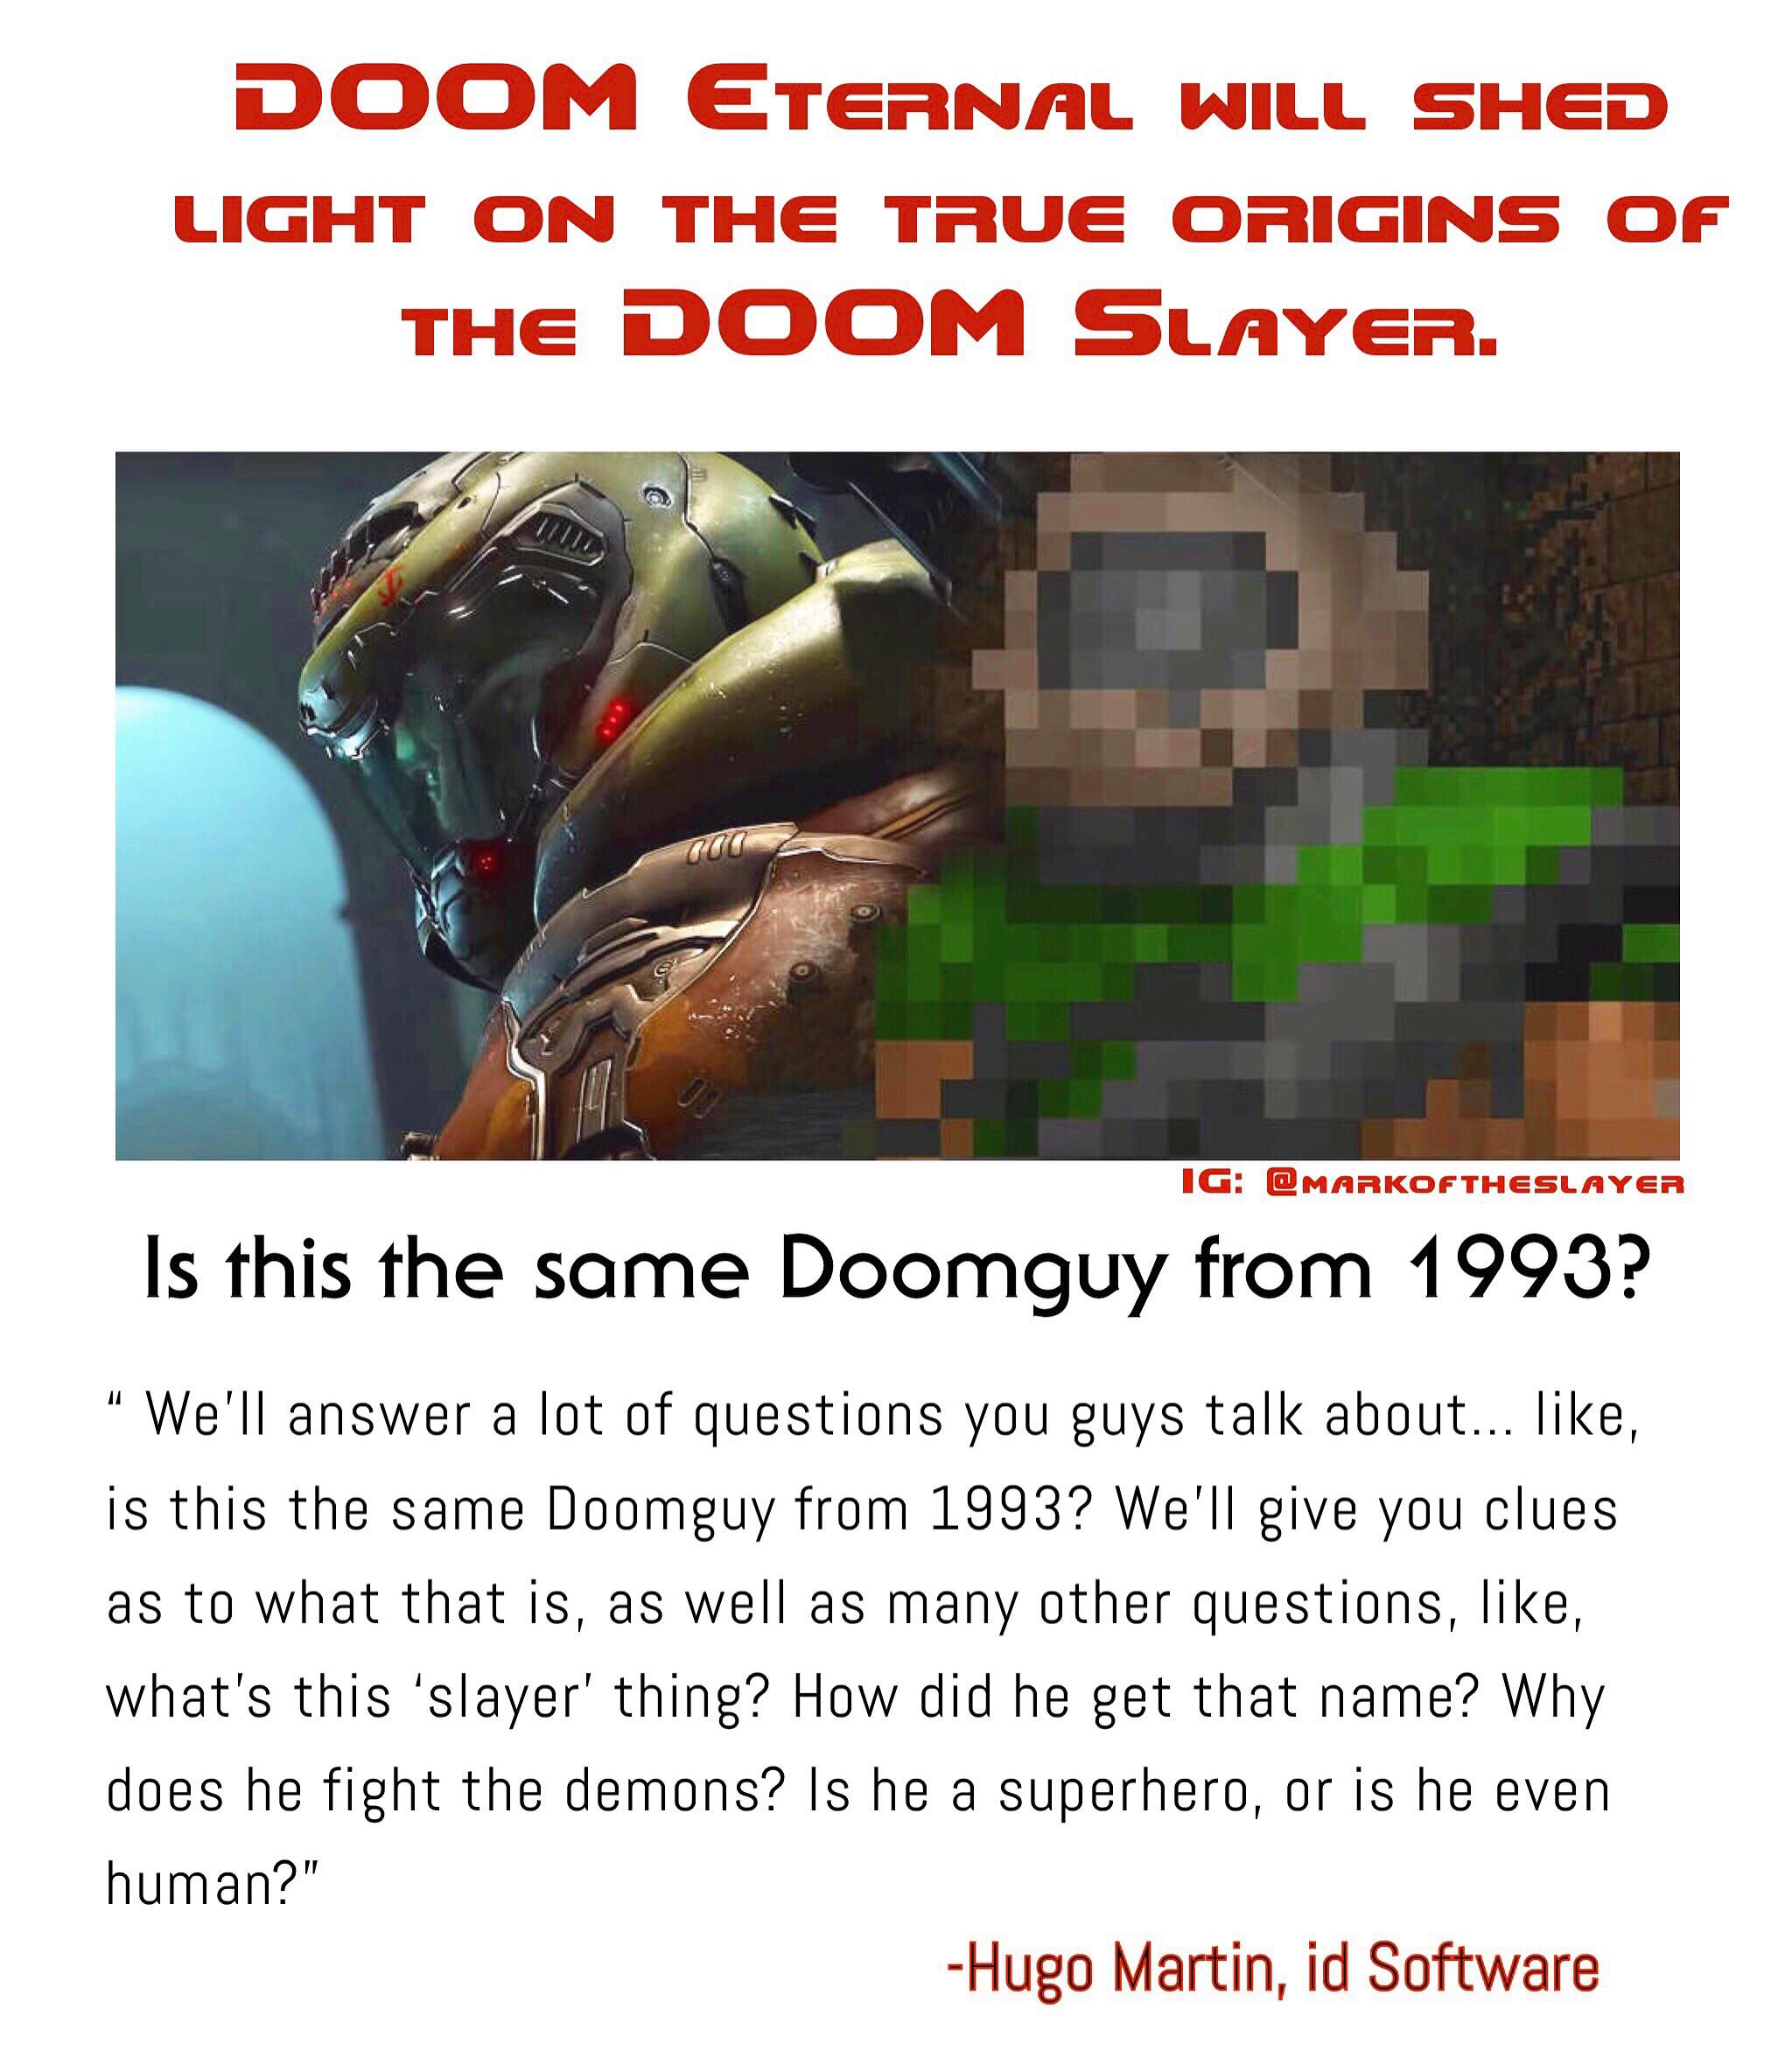 DOOM Eternal will shed
light on the true origins of
the DOOM Slayer.
IG: @markoftheslayer
Is this the same Doomguy from 1993?
“ We’ll answer a lot of questions you guys talk about... like,
is this the same Doomguy from 1993? We’ll give you clues
as to what that is, as well as many other questions, like,
what’s this ‘slayer’ thing? How did he get that name? Why
does he fight the demons? Is he a superhero, or is he even
human?”
-Hugo Martin, id Software